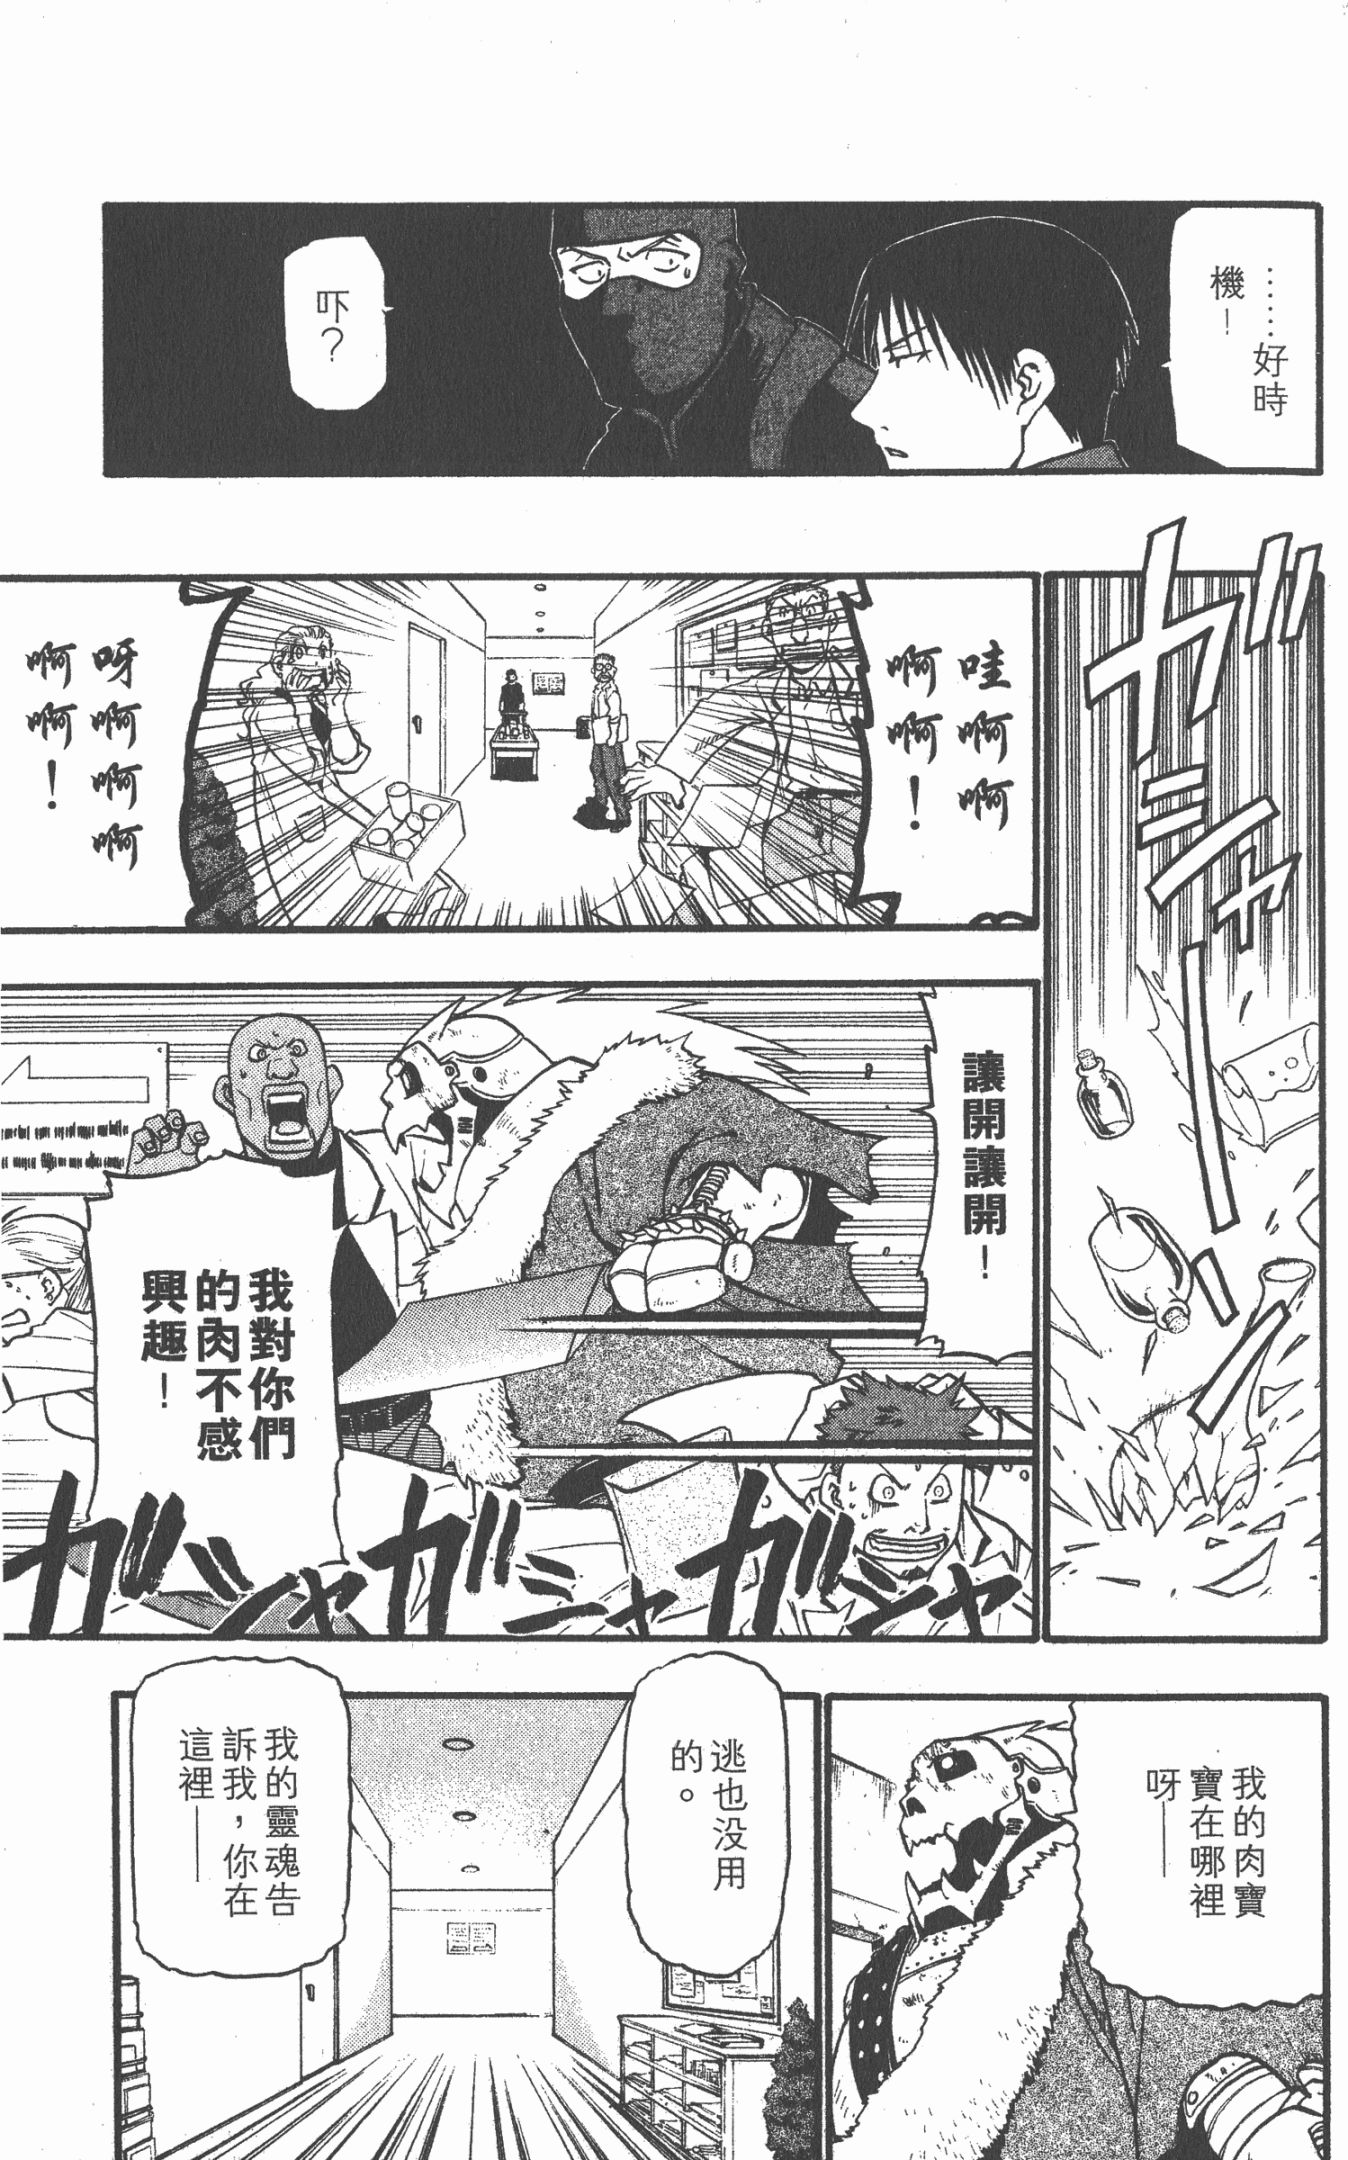 ……好時
機！
吓？
ガシャーン
哇啊啊
啊啊！
呀啊啊啊
啊啊！
讓開讓開！
我對你們
的肉不感
興趣！
ガシャガシャガシャ
我的肉寶
寶在哪裡
呀──
逃也没用
的。
我的靈魂告
訴我，你在
這裡──